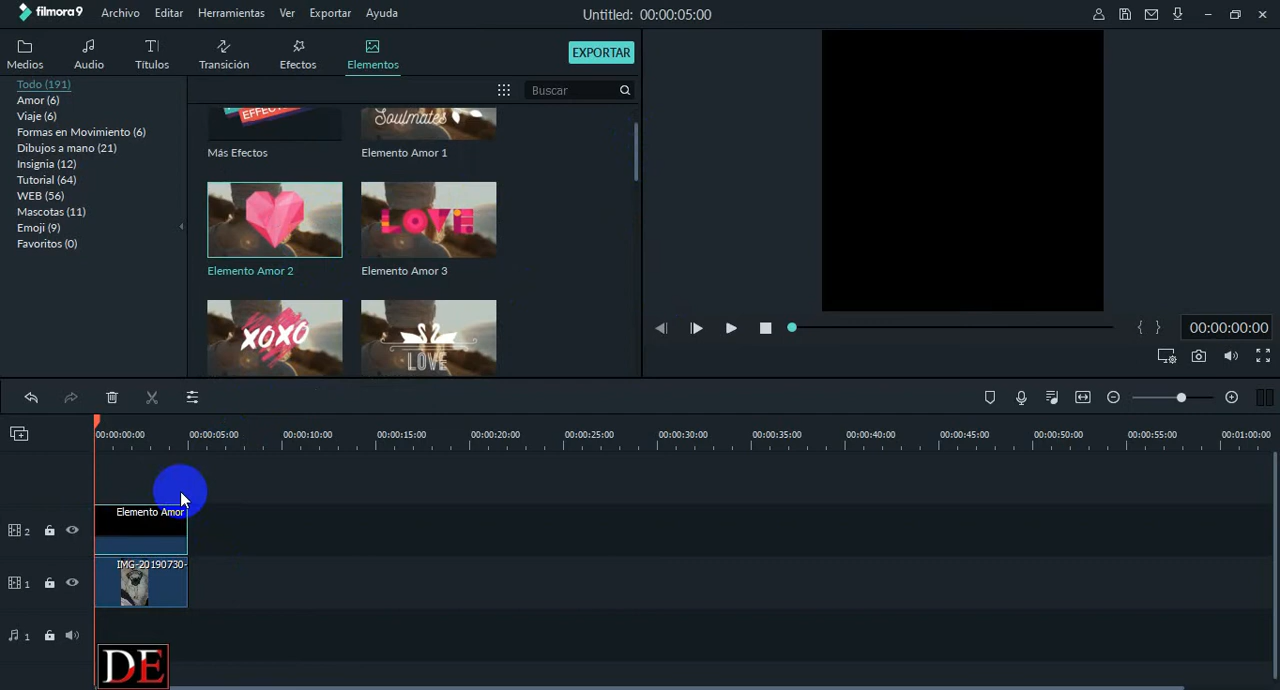 filmora9 Archivo Editar Herramientas Ver Exportar Ayuda Untitled: 00:00:05:00
Medios Audio Títulos Transición Efectos Elementos EXPORTAR
Todo (191)
Amor (6)
Viaje (6)
Formas en Movimiento (6)
Dibujos a mano (21)
Insignia (12)
Tutorial (64)
WEB (56)
Mascotas (11)
Emoji (9)
Favoritos (0)
Buscar
EFFECTS Soulmates
Más Efectos Elemento Amor 1
LOVE
Elemento Amor 2 Elemento Amor 3
XOXO LOVE
{ } 00:00:00:00
00:00:00:00 00:00:05:00 00:00:10:00 00:00:15:00 00:00:20:00 00:00:25:00 00:00:30:00 00:00:35:00 00:00:40:00 00:00:45:00 00:00:50:00 00:00:55:00 00:01:00:00
2 Elemento Amor
1 IMG-20190730-
1
DE